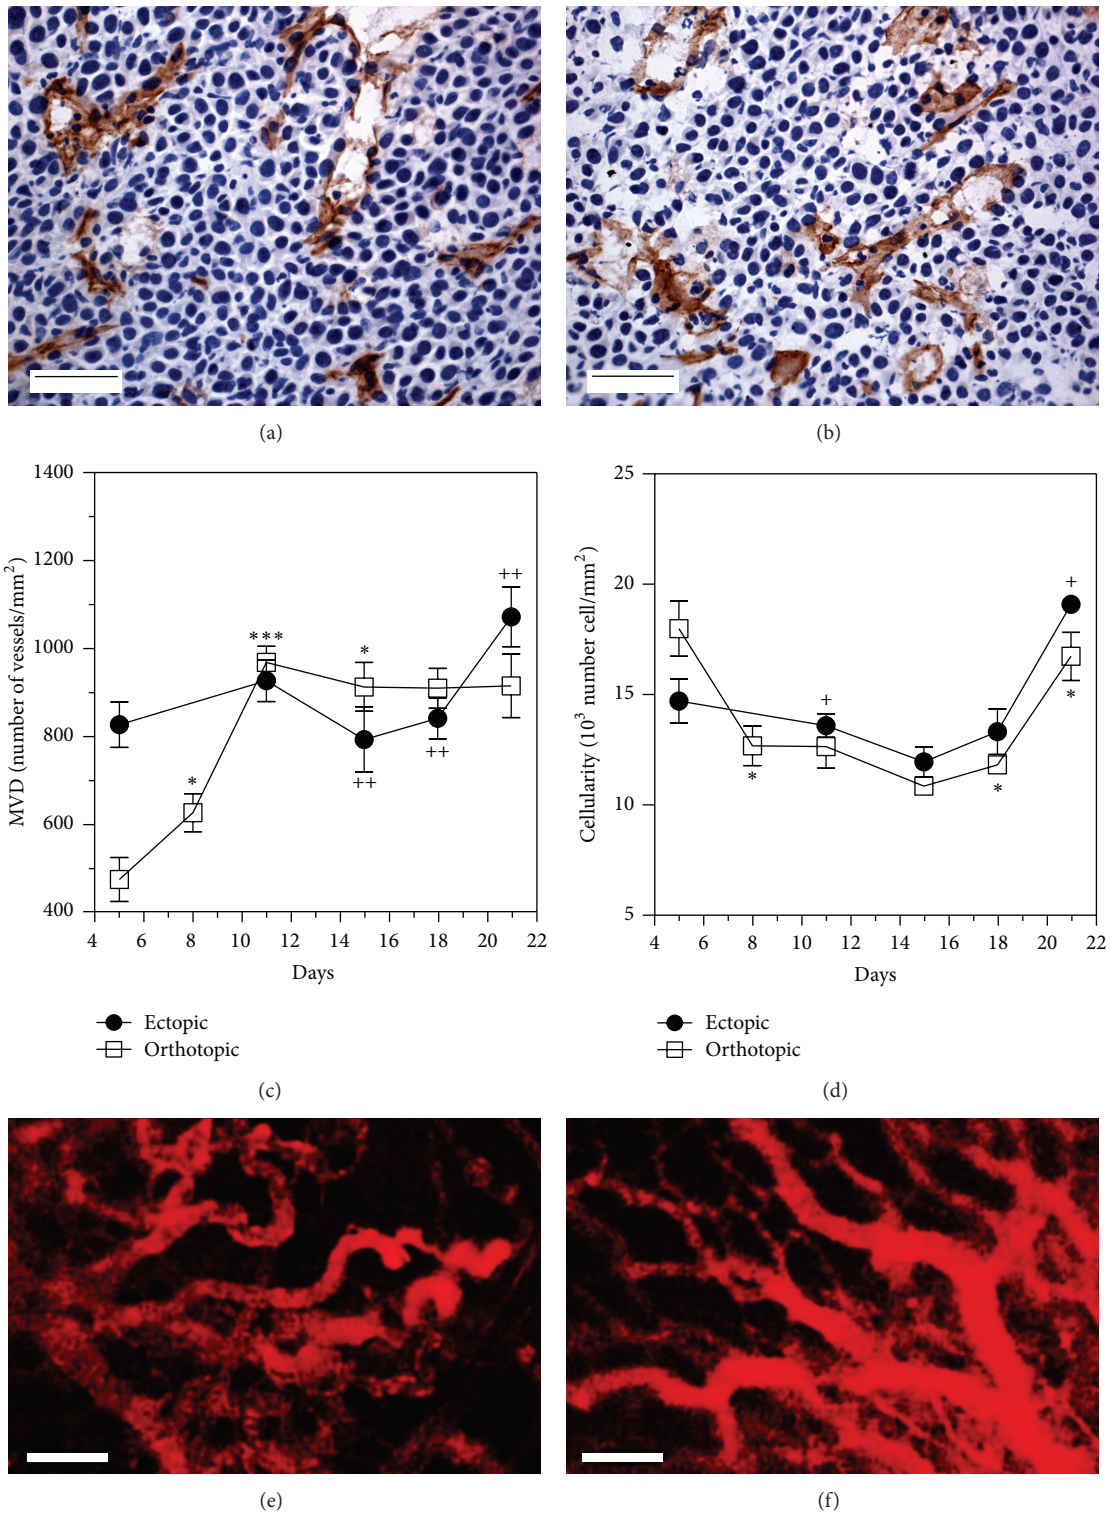 (a)
(b)
1400
1200
1000
800
600
400
MVD (number of vessels/mm²)
***
*
*
++
++
++
4 6 8 10 12 14 16 18 20 22
Days
Ectopic
Orthotopic
(c)
25
20
15
10
5
Cellularity (10³ number cell/mm²)
+
+
*
*
*
4 6 8 10 12 14 16 18 20 22
Days
Ectopic
Orthotopic
(d)
(e)
(f)